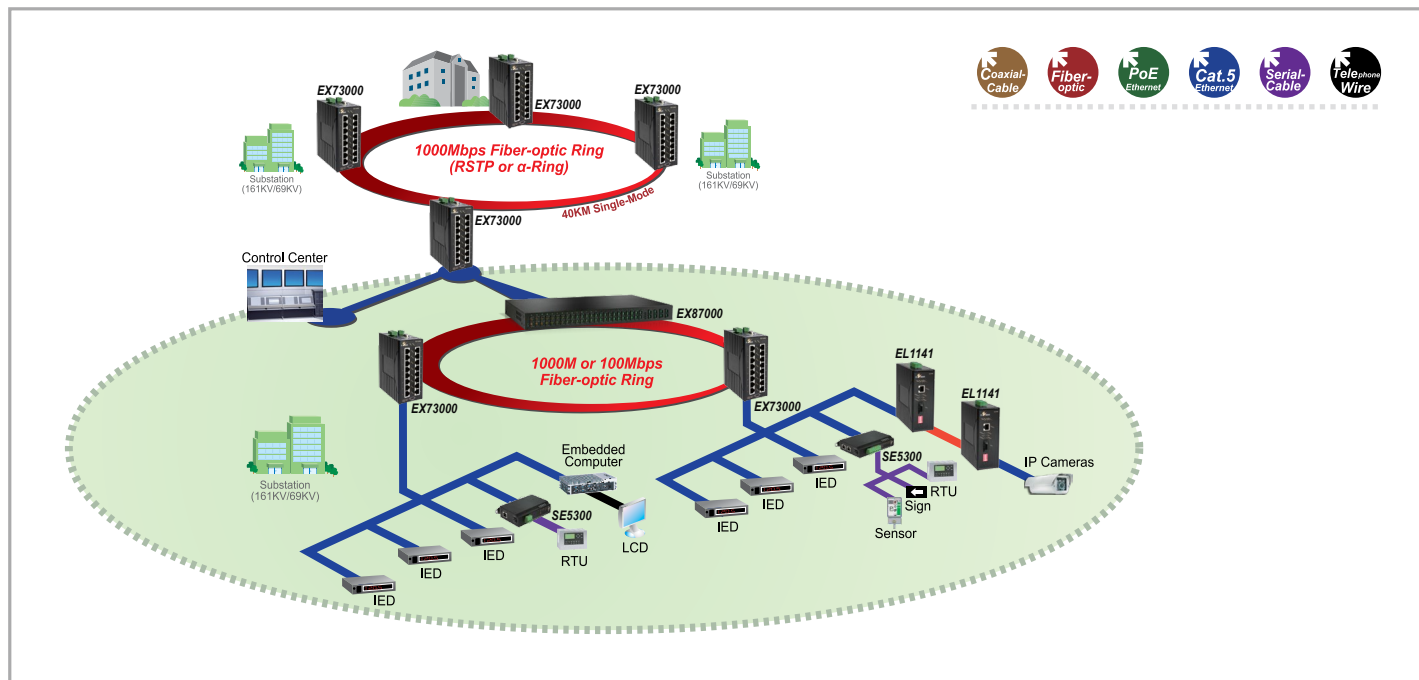 Coaxial-
Cable
Fiber-
optic
PoE
Ethernet
Cat.5
Ethernet
Serial-
Cable
Telephone
Wire
EX73000
EX73000
EX73000
1000Mbps Fiber-optic Ring
(RSTP or α-Ring)
Substation
(161KV/69KV)
Substation
(161KV/69KV)
40KM Single-Mode
EX73000
Control Center
EX87000
1000M or 100Mbps
Fiber-optic Ring
EX73000
EX73000
EL1141
EL1141
Substation
(161KV/69KV)
Embedded
Computer
SE5300
LCD
RTU
IED
IED
IED
IED
IED
IED
SE5300
RTU
Sign
Sensor
IP Cameras